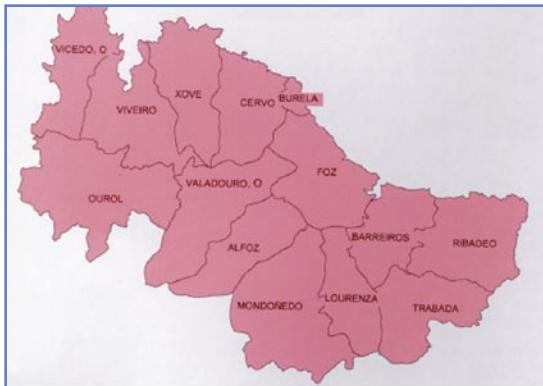 VICEDO, O
VIVEIRO
XOVE
CERVO
BURELA
OUROL
VALADOURO, O
FOZ
ALFOZ
BARREIROS
RIBADEO
MONDOÑEDO
LOURENZA
TRABADA